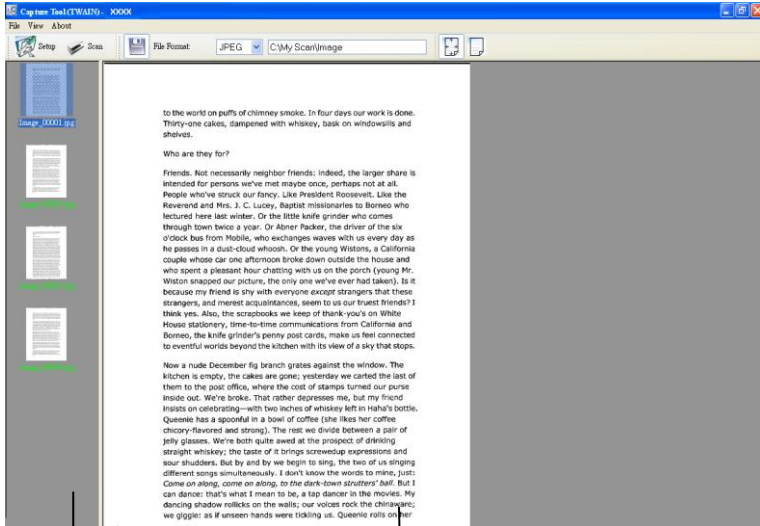 Capture Tool(TWAIN)- XXXX
File View About
Setup Scan File Format: JPEG C:\My Scan\Image
Image_00001.jpg
to the world on puffs of chimney smoke. In four days our work is done.
Thirty-one cakes, dampened with whiskey, bask on windowsills and
shelves.
Who are they for?
Friends. Not necessarily neighbor friends: indeed, the larger share is
intended for persons we've met maybe once, perhaps not at all.
People who've struck our fancy. Like President Roosevelt. Like the
Reverend and Mrs. J. C. Lucey, Baptist missionaries to Borneo who
lectured here last winter. Or the little knife grinder who comes
through town twice a year. Or Abner Packer, the driver of the six
o'clock bus from Mobile, who exchanges waves with us every day as
he passes in a dust-cloud whoosh. Or the young Wistons, a California
couple whose car one afternoon broke down outside the house and
who spent a pleasant hour chatting with us on the porch (young Mr.
Wiston snapped our picture, the only one we've ever had taken). Is it
because my friend is shy with everyone except strangers that these
strangers, and merest acquaintances, seem to us our truest friends? I
think yes. Also, the scrapbooks we keep of thank-you's on White
House stationery, time-to-time communications from California and
Borneo, the knife grinder's penny post cards, make us feel connected
to eventful worlds beyond the kitchen with its view of a sky that stops.
Now a nude December fig branch grates against the window. The
kitchen is empty, the cakes are gone; yesterday we carted the last of
them to the post office, where the cost of stamps turned our purse
inside out. We're broke. That rather depresses me, but my friend
insists on celebrating—with two inches of whiskey left in Haha's bottle.
Queenie has a spoonful in a bowl of coffee (she likes her coffee
chicory-flavored and strong). The rest we divide between a pair of
jelly glasses. We're both quite awed at the prospect of drinking
straight whiskey; the taste of it brings screwedup expressions and
sour shudders. But by and by we begin to sing, the two of us singing
different songs simultaneously. I don't know the words to mine, just:
Come on along, come on along, to the dark-town strutters' ball. But I
can dance: that's what I mean to be, a tap dancer in the movies. My
dancing shadow rollicks on the walls; our voices rock the chinaware;
we giggle: as if unseen hands were tickling us. Queenie rolls on her